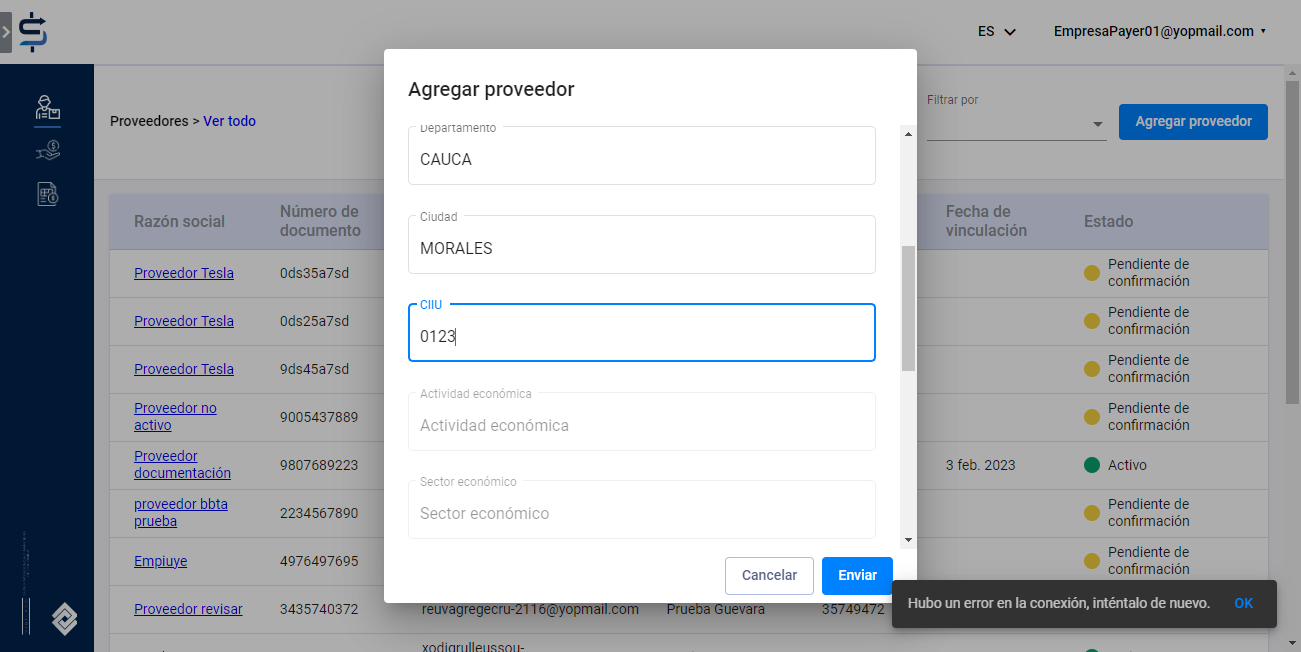 ES
EmpresaPayer01@yopmail.com
Proveedores > Ver todo
Filtrar por
Agregar proveedor
Razón social
Número de
documento
Fecha de
vinculación
Estado
Proveedor Tesla
0ds35a7sd
Pendiente de
confirmación
Proveedor Tesla
0ds25a7sd
Pendiente de
confirmación
Proveedor Tesla
9ds45a7sd
Pendiente de
confirmación
Proveedor no
activo
9005437889
Pendiente de
confirmación
Proveedor
documentación
9807689223
3 feb. 2023
Activo
proveedor bbta
prueba
2234567890
Pendiente de
confirmación
Empiuye
4976497695
Pendiente de
confirmación
Proveedor revisar
3435740372
reuvagregecru-2116@yopmail.com
Prueba Guevara
35749472
xodigrulleussou-
Agregar proveedor
Departamento
CAUCA
Ciudad
MORALES
CIIU
0123
Actividad económica
Actividad económica
Sector económico
Sector económico
Cancelar
Enviar
Hubo un error en la conexión, inténtalo de nuevo.
OK